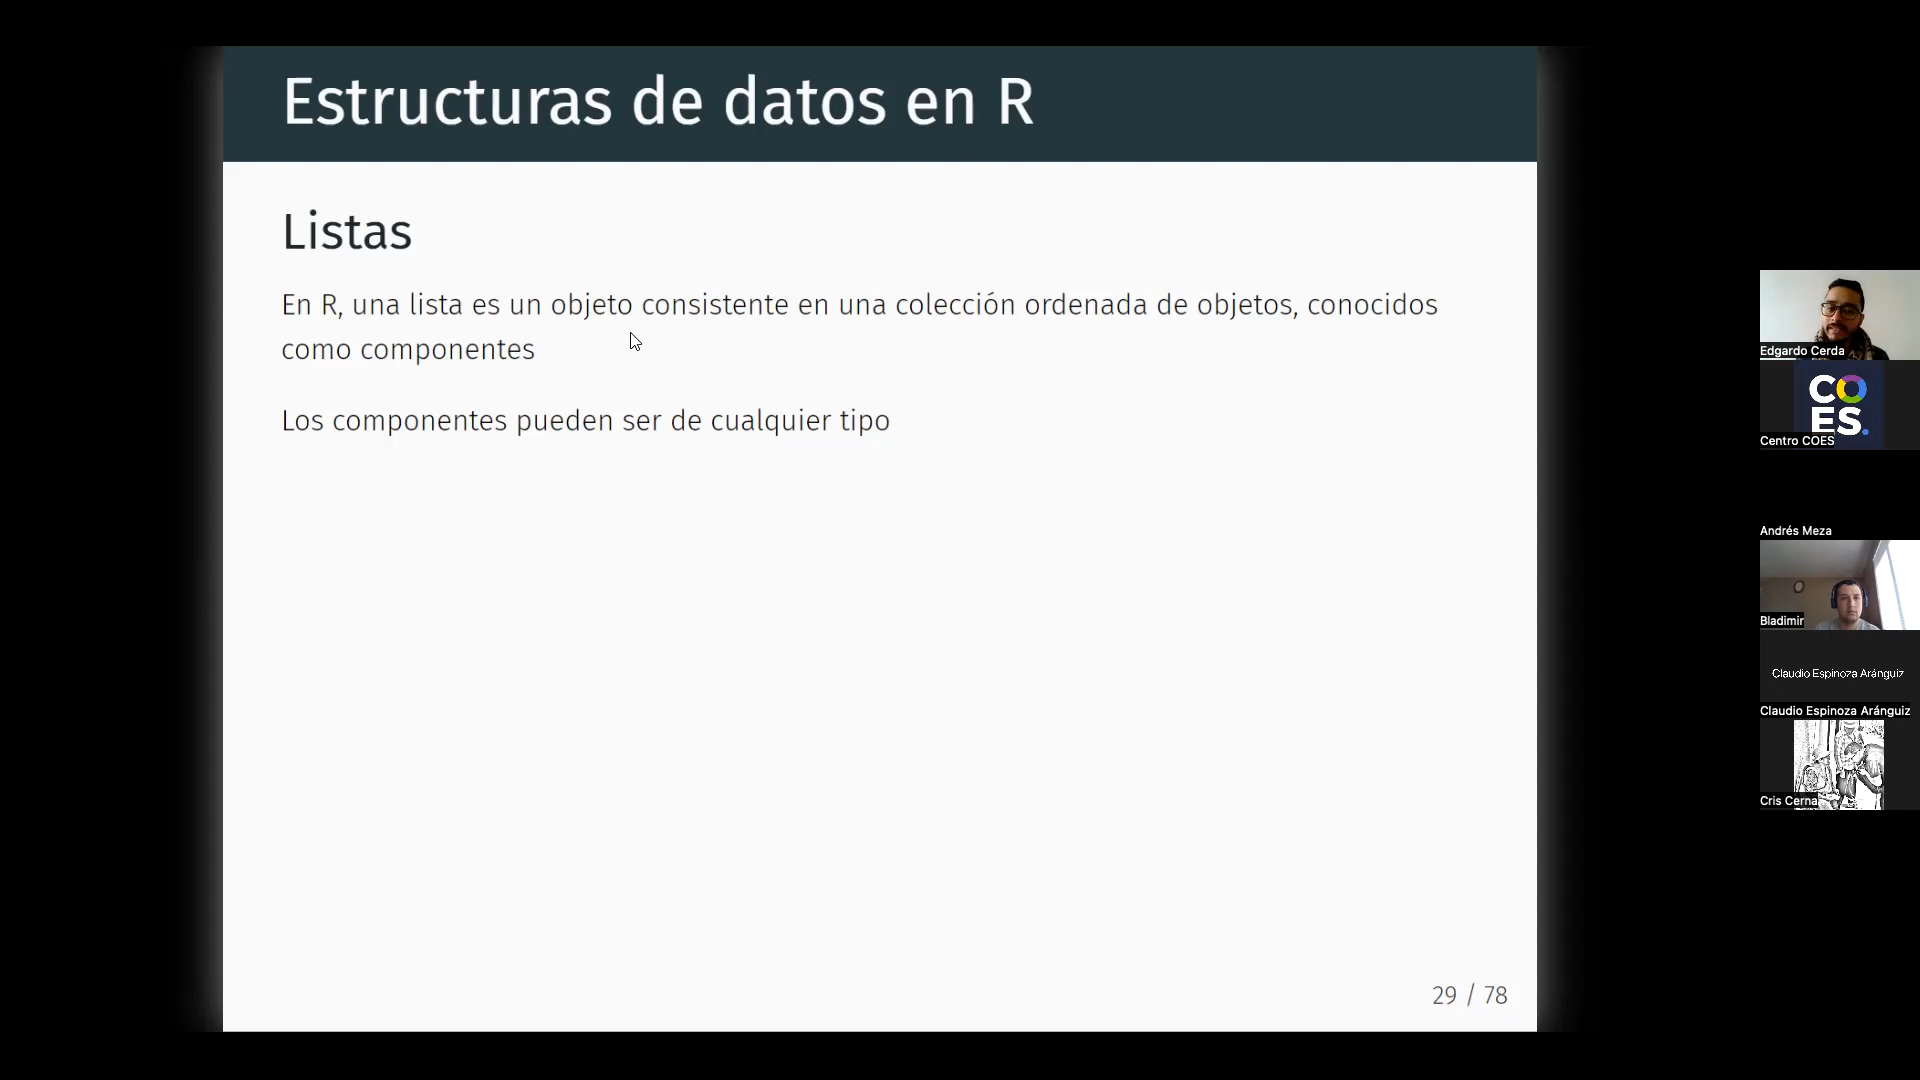 Estructuras de datos en R
Listas
En R, una lista es un objeto consistente en una colección ordenada de objetos, conocidos
como componentes
Los componentes pueden ser de cualquier tipo
29 / 78
Edgardo Cerda
CO
ES.
Centro COES
Andrés Meza
Bladimir
Claudio Espinoza Aránguiz
Claudio Espinoza Aránguiz
Cris Cerna